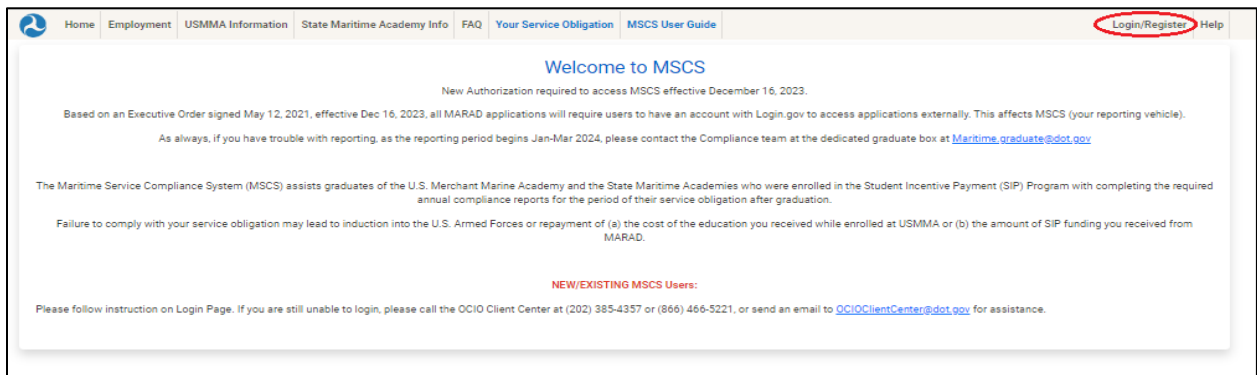 Home Employment USMMA Information State Maritime Academy Info FAQ Your Service Obligation MSCS User Guide Login/Register Help
Welcome to MSCS
New Authorization required to access MSCS effective December 16, 2023.
Based on an Executive Order signed May 12, 2021, effective Dec 16, 2023, all MARAD applications will require users to have an account with Login.gov to access applications externally. This affects MSCS (your reporting vehicle).
As always, if you have trouble with reporting, as the reporting period begins Jan-Mar 2024, please contact the Compliance team at the dedicated graduate box at Maritime.graduate@dot.gov
The Maritime Service Compliance System (MSCS) assists graduates of the U.S. Merchant Marine Academy and the State Maritime Academies who were enrolled in the Student Incentive Payment (SIP) Program with completing the required
annual compliance reports for the period of their service obligation after graduation.
Failure to comply with your service obligation may lead to induction into the U.S. Armed Forces or repayment of (a) the cost of the education you received while enrolled at USMMA or (b) the amount of SIP funding you received from
MARAD.
NEW/EXISTING MSCS Users:
Please follow instruction on Login Page. If you are still unable to login, please call the OCIO Client Center at (202) 385-4357 or (866) 466-5221, or send an email to OCIOClientCenter@dot.gov for assistance.